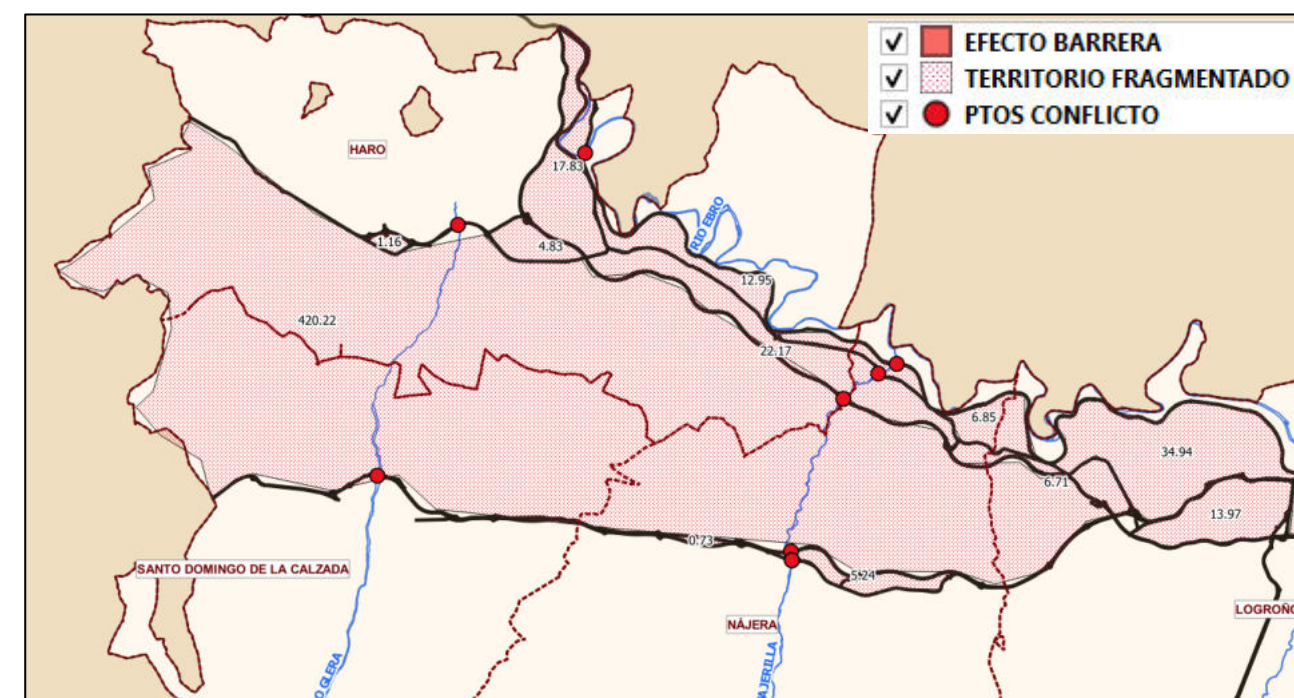 EFECTO BARRERA
TERRITORIO FRAGMENTADO
PTOS CONFLICTO
HARO
17.83
RIO EBRO
1.16
4.83
12.95
420.22
22.17
6.85
34.94
6.71
13.97
0.73
SANTO DOMINGO DE LA CALZADA
5.24
NÁJERA
LOGROÑO
O GLERA
AJERILLA